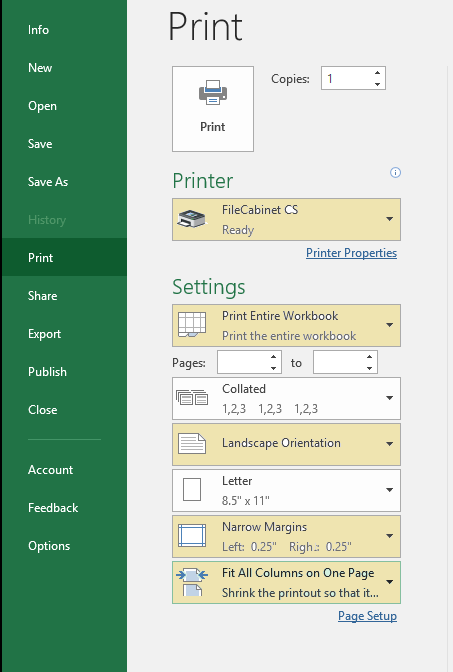 Info
New
Open
Save
Save As
History
Print
Share
Export
Publish
Close
Account
Feedback
Options
Print
Print
Copies: 1
Printer
FileCabinet CS
Ready
Printer Properties
Settings
Print Entire Workbook
Print the entire workbook
Pages: to
Collated
1,2,3 1,2,3 1,2,3
Landscape Orientation
Letter
8.5" x 11"
Narrow Margins
Left: 0.25" Righ.: 0.25"
Fit All Columns on One Page
Shrink the printout so that it...
Page Setup